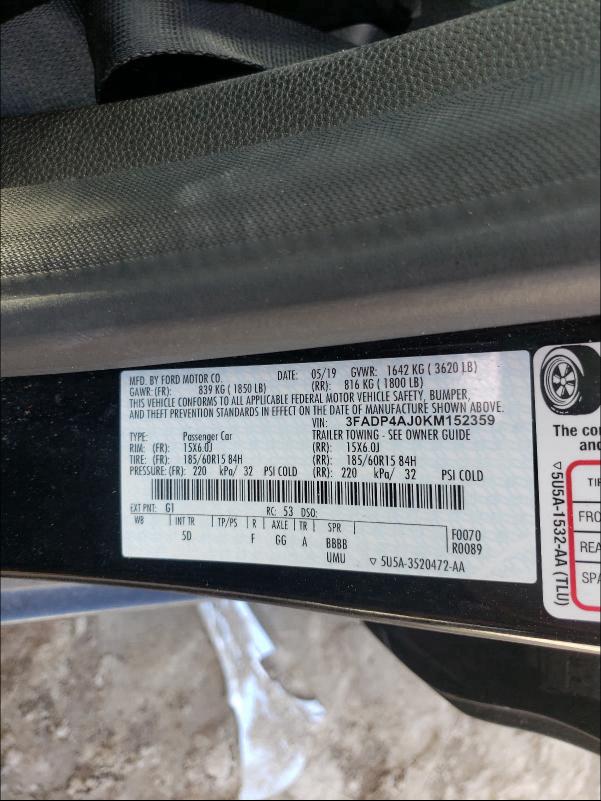 MFD. BY FORD MOTOR CO. DATE: 05/19 GVWR: 1642 KG ( 3620 LB)
GAWR: (FR): 839 KG ( 1850 LB) (RR): 816 KG ( 1800 LB)
THIS VEHICLE CONFORMS TO ALL APPLICABLE FEDERAL MOTOR VEHICLE SAFETY, BUMPER,
AND THEFT PREVENTION STANDARDS IN EFFECT ON THE DATE OF MANUFACTURE SHOWN ABOVE.
VIN: 3FADP4AJ0KM152359
TYPE: Passenger Car TRAILER TOWING - SEE OWNER GUIDE
RIM: (FR): 15X6.0J (RR): 15X6.0J
TIRE: (FR): 185/60R15 84H (RR): 185/60R15 84H
PRESSURE: (FR): 220 kPa/ 32 PSI COLD (RR): 220 kPa/ 32 PSI COLD
EXT PNT: G1 RC: 53 DSO:
WB INT TR TP/PS R AXLE TR SPR F0070
5D F GG A BBBB R0089
UMU ▽ 5U5A-3520472-AA
The co
and
▽5U5A-1532-AA (TLU)
TI
FRO
REA
SPA